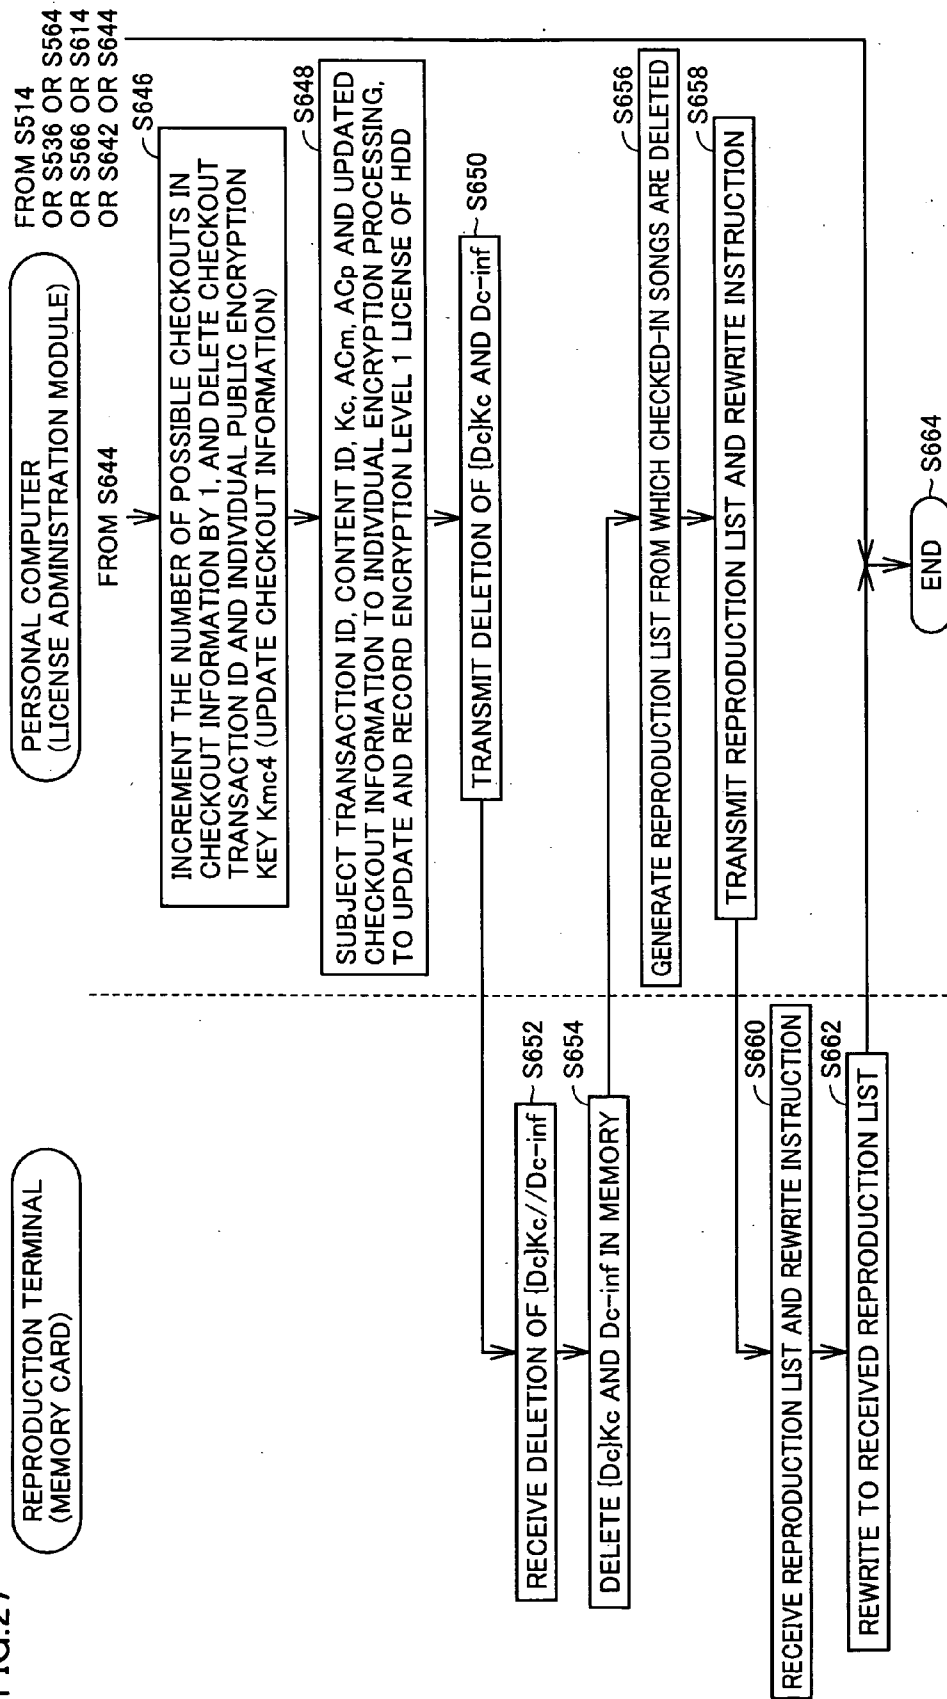 FIG.27
REPRODUCTION TERMINAL
(MEMORY CARD)
PERSONAL COMPUTER
(LICENSE ADMINISTRATION MODULE)
FROM S514
OR S536 OR S564
OR S566 OR S614
OR S642 OR S644
FROM S644
S646
INCREMENT THE NUMBER OF POSSIBLE CHECKOUTS IN
CHECKOUT INFORMATION BY 1, AND DELETE CHECKOUT
TRANSACTION ID AND INDIVIDUAL PUBLIC ENCRYPTION
KEY Kmc4 (UPDATE CHECKOUT INFORMATION)
S648
SUBJECT TRANSACTION ID, CONTENT ID, Kc, ACm, ACp AND UPDATED
CHECKOUT INFORMATION TO INDIVIDUAL ENCRYPTION PROCESSING,
TO UPDATE AND RECORD ENCRYPTION LEVEL 1 LICENSE OF HDD
TRANSMIT DELETION OF {Dc}Kc AND Dc-inf
S650
RECEIVE DELETION OF {Dc}Kc//Dc-inf
S652
S654
DELETE {Dc}Kc AND Dc-inf IN MEMORY
S656
GENERATE REPRODUCTION LIST FROM WHICH CHECKED-IN SONGS ARE DELETED
S658
TRANSMIT REPRODUCTION LIST AND REWRITE INSTRUCTION
S660
RECEIVE REPRODUCTION LIST AND REWRITE INSTRUCTION
S662
REWRITE TO RECEIVED REPRODUCTION LIST
END
S664